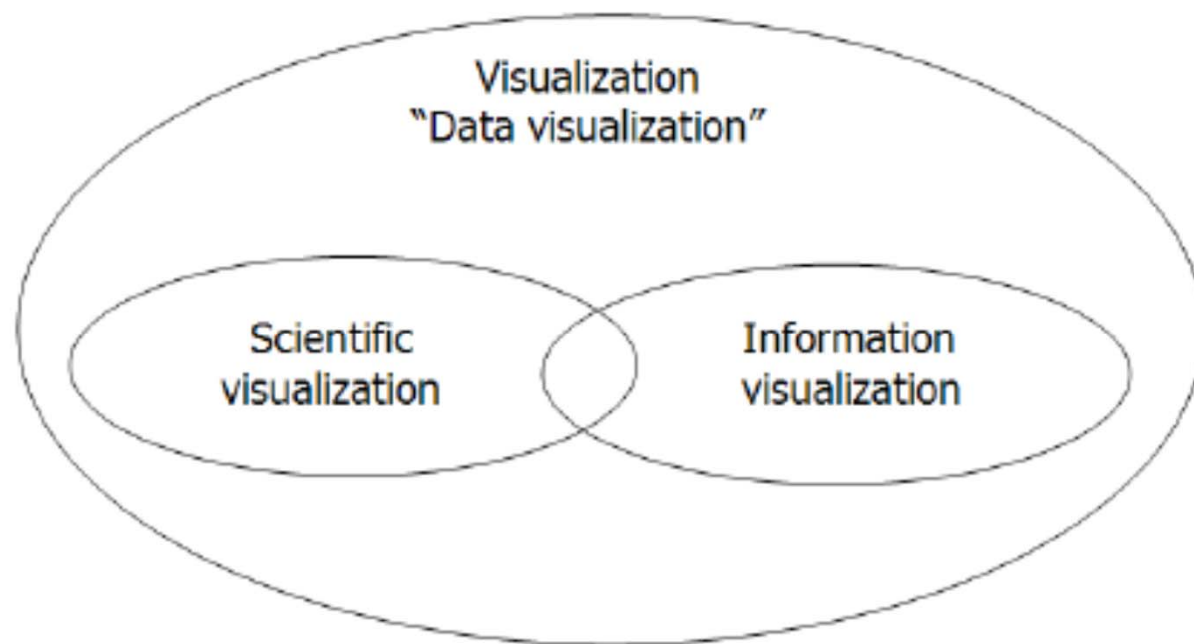 Visualization
“Data visualization”
Scientific
visualization
Information
visualization